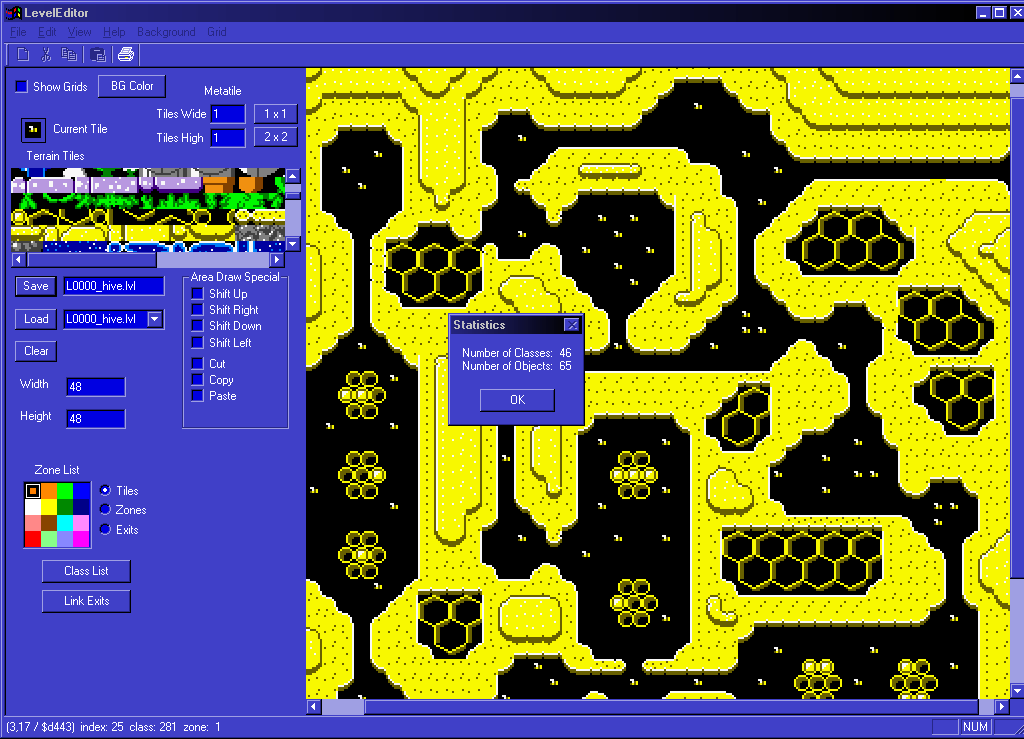 LevelEditor
File Edit View Help Background Grid
Show Grids
BG Color
Metatile
Tiles Wide 1
1 x 1
Current Tile
Tiles High 1
2 x 2
Terrain Tiles
Save
L0000_hive.lvl
Load
L0000_hive.lvl
Clear
Width
48
Height
48
Area Draw Special
Shift Up
Shift Right
Shift Down
Shift Left
Cut
Copy
Paste
Zone List
Tiles
Zones
Exits
Class List
Link Exits
Statistics
Number of Classes: 46
Number of Objects: 65
OK
(3,17 / $d443) index: 25 class: 281 zone: 1
NUM